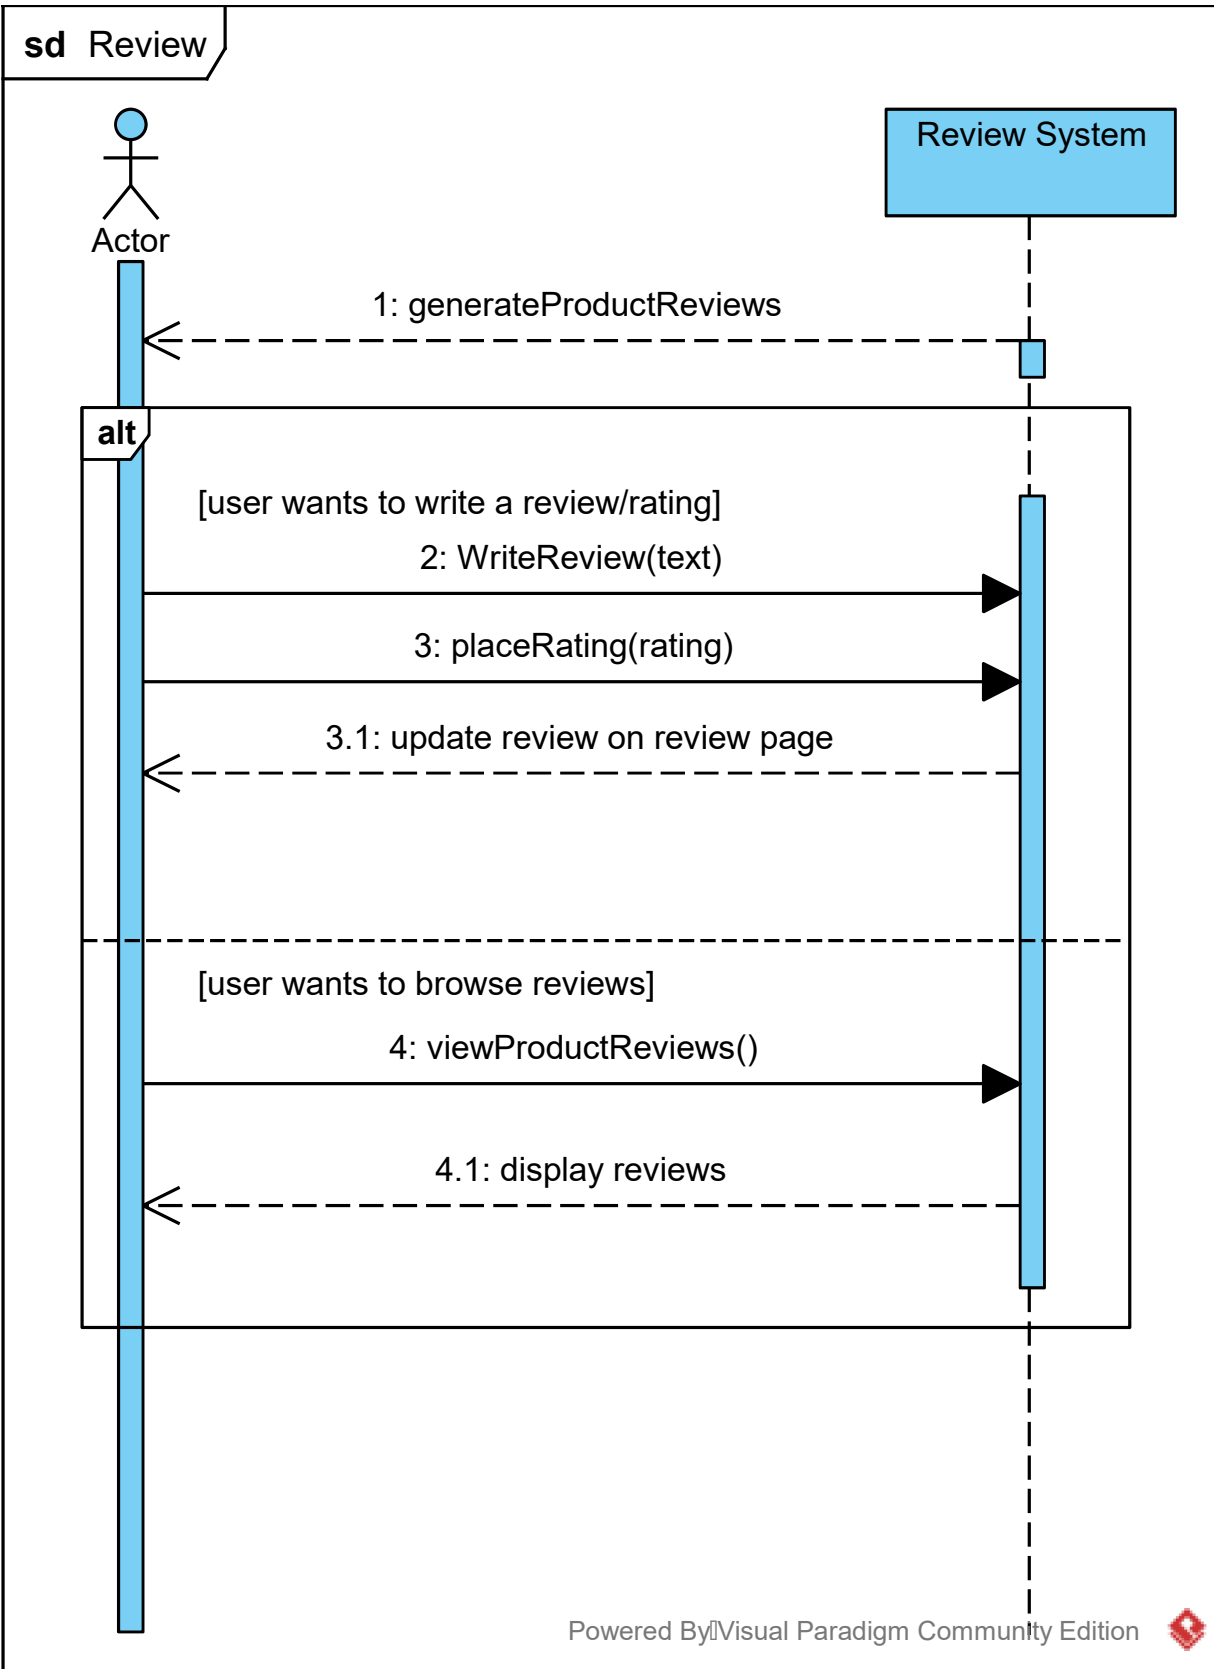 sd Review
Review System
Actor
1: generateProductReviews
alt
[user wants to write a review/rating]
2: WriteReview(text)
3: placeRating(rating)
3.1: update review on review page
[user wants to browse reviews]
4: viewProductReviews()
4.1: display reviews
Powered By Visual Paradigm Community Edition